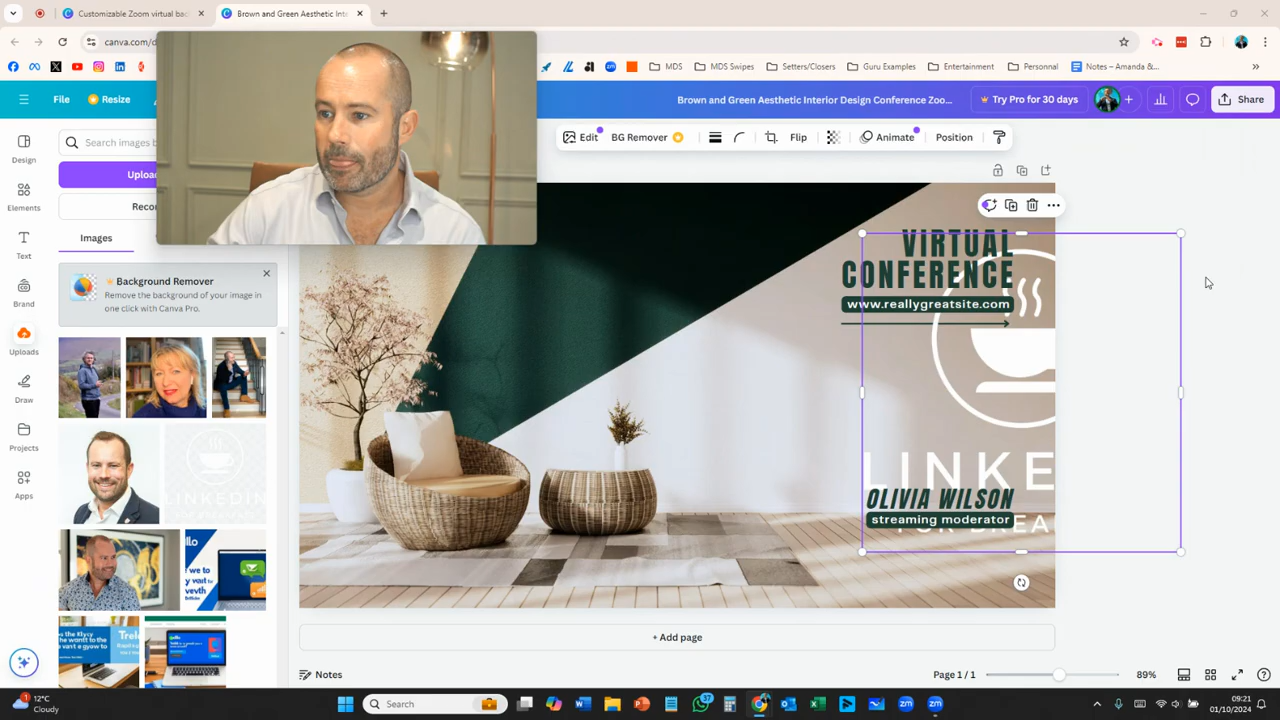 Customizable Zoom virtual bac
Brown and Green Aesthetic Inte
canva.com/d
MDS
MDS Swipes
Setters/Closers
Guru Examples
Entertainment
Personnal
Notes – Amanda &...
File
Resize
Brown and Green Aesthetic Interior Design Conference Zoo...
Try Pro for 30 days
Share
Edit
BG Remover
Flip
Animate
Position
Design
Elements
Text
Brand
Uploads
Draw
Projects
Apps
Search images b
Uploa
Recor
Images
Background Remover
Remove the background of your image in
one click with Canva Pro.
LINKEDIN
VIRTUAL
CONFERENCE
www.reallygreatsite.com
LINKE
OLIVIA WILSON
streaming moderator
+ Add page
Notes
Page 1 / 1
89%
12°C
Cloudy
Search
37
09:21
01/10/2024